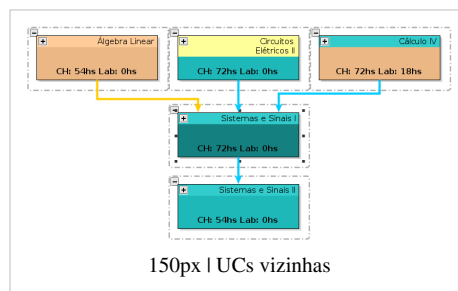 Álgebra Linear
CH: 54hs Lab: 0hs
Circuitos
Elétricos II
CH: 72hs Lab: 0hs
Cálculo IV
CH: 72hs Lab: 18hs
Sistemas e Sinais I
CH: 72hs Lab: 0hs
Sistemas e Sinais II
CH: 54hs Lab: 0hs
150px | UCs vizinhas